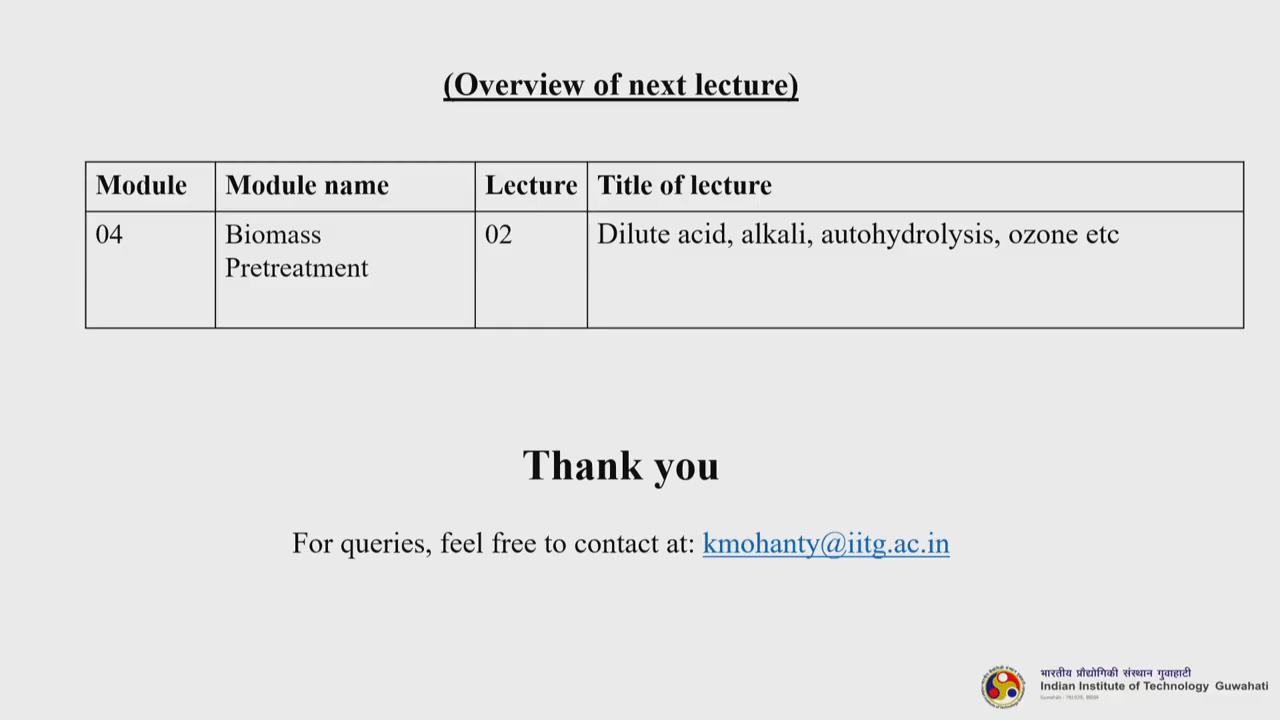 (Overview of next lecture)
Module Module name Lecture Title of lecture
04 Biomass Pretreatment 02 Dilute acid, alkali, autohydrolysis, ozone etc
Thank you
For queries, feel free to contact at: kmohanty@iitg.ac.in
भारतीय प्रौद्योगिकी संस्थान गुवाहाटी
Indian Institute of Technology Guwahati